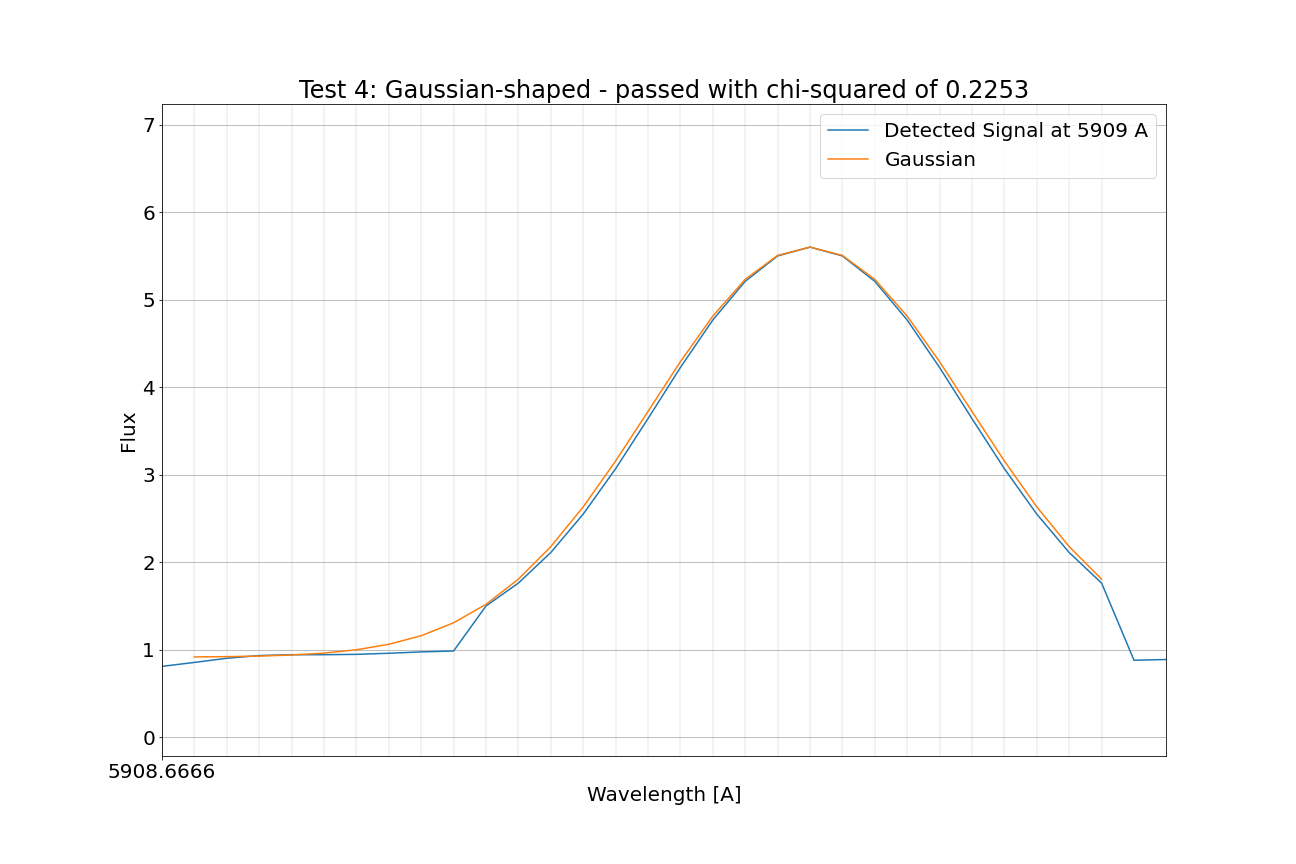 Test 4: Gaussian-shaped - passed with chi-squared of 0.2253
Detected Signal at 5909 A
Gaussian
7
6
5
4
3
2
1
0
Flux
5908.6666
Wavelength [A]